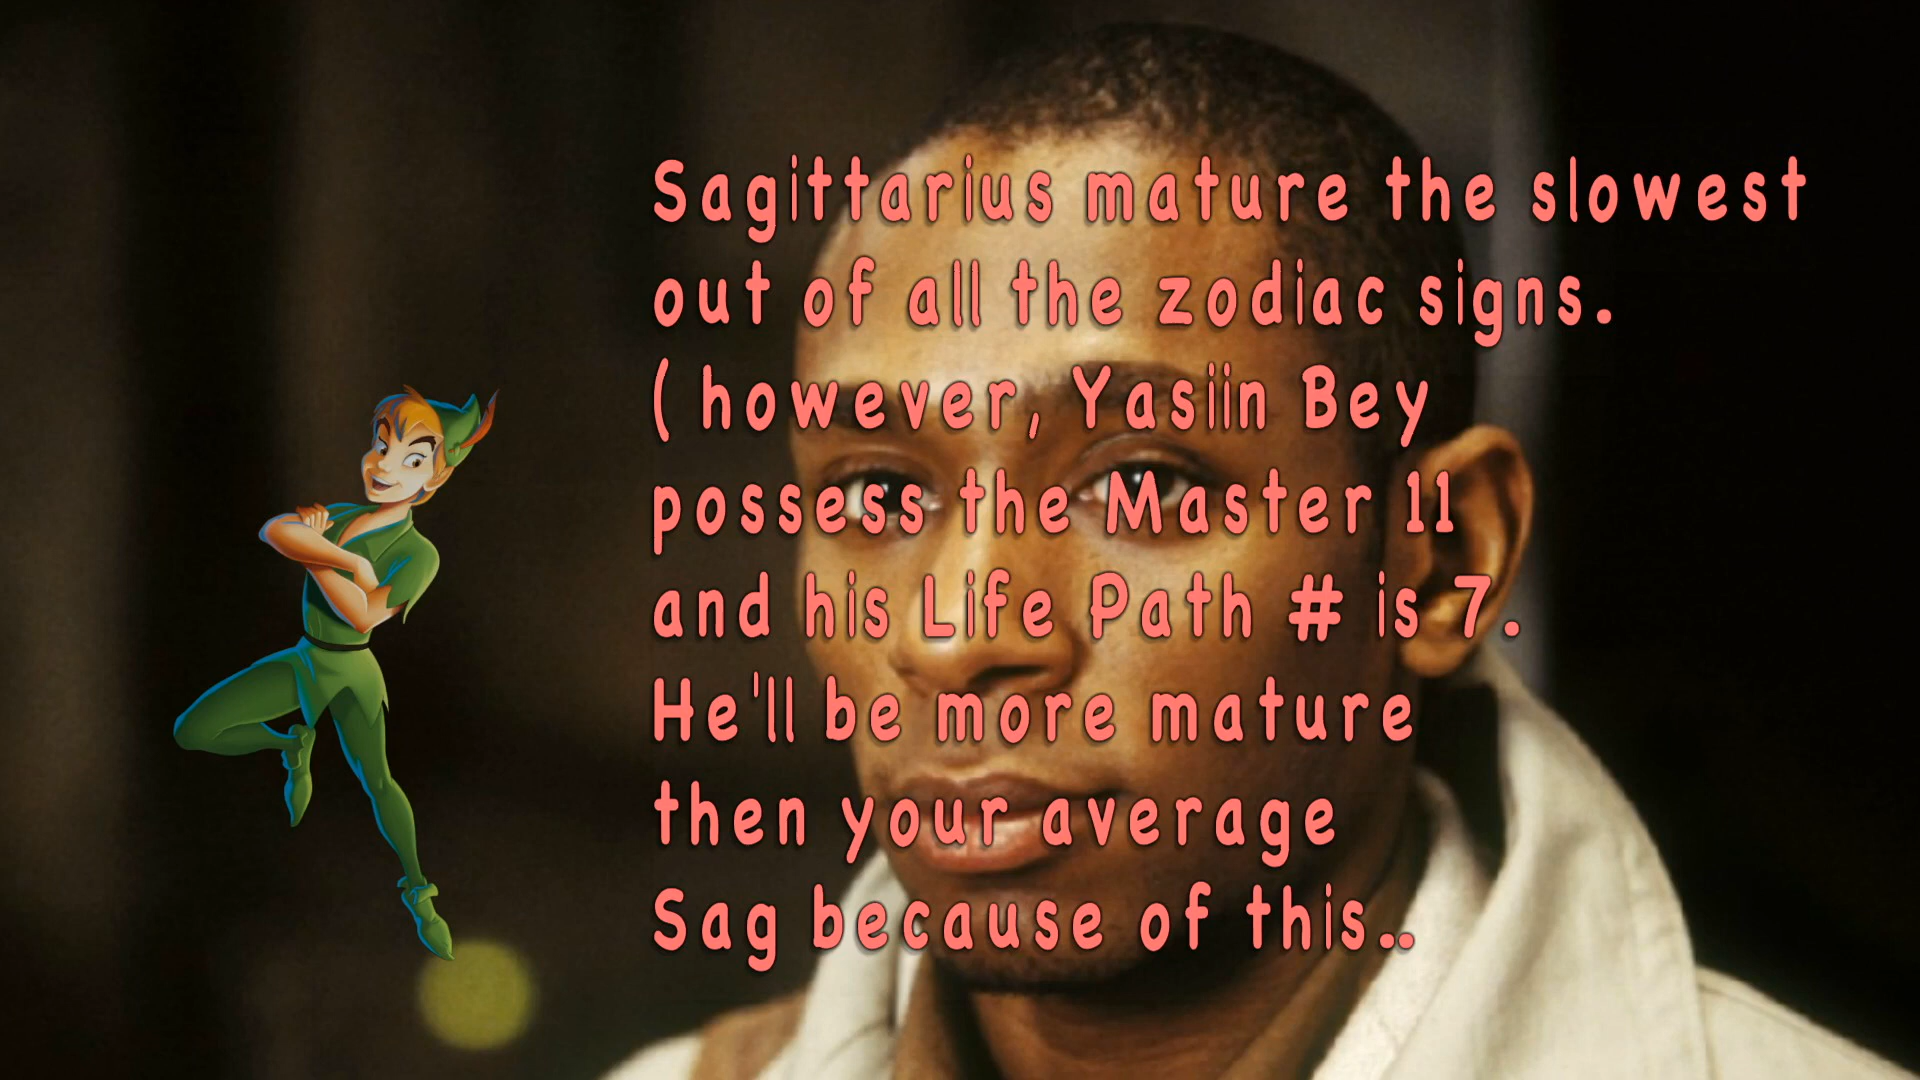 Sagittarius mature the slowest
out of all the zodiac signs.
( however, Yasiin Bey
possess the Master 11
and his Life Path # is 7.
He'll be more mature
then your average
Sag because of this..